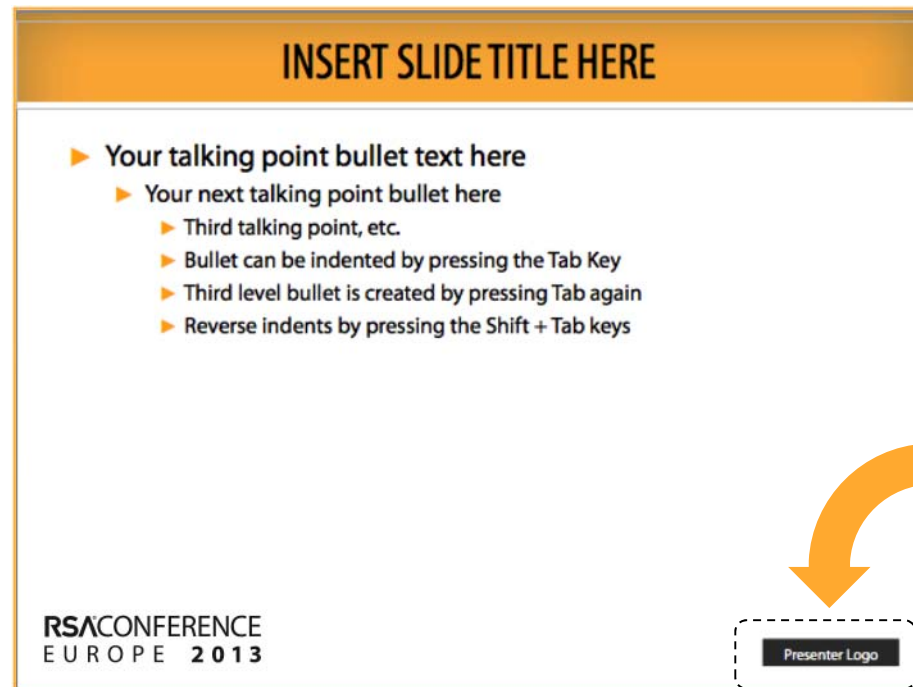 INSERT SLIDE TITLE HERE
Your talking point bullet text here
Your next talking point bullet here
Third talking point, etc.
Bullet can be indented by pressing the Tab Key
Third level bullet is created by pressing Tab again
Reverse indents by pressing the Shift + Tab keys
RSACONFERENCE
EUROPE 2013
Presenter Logo